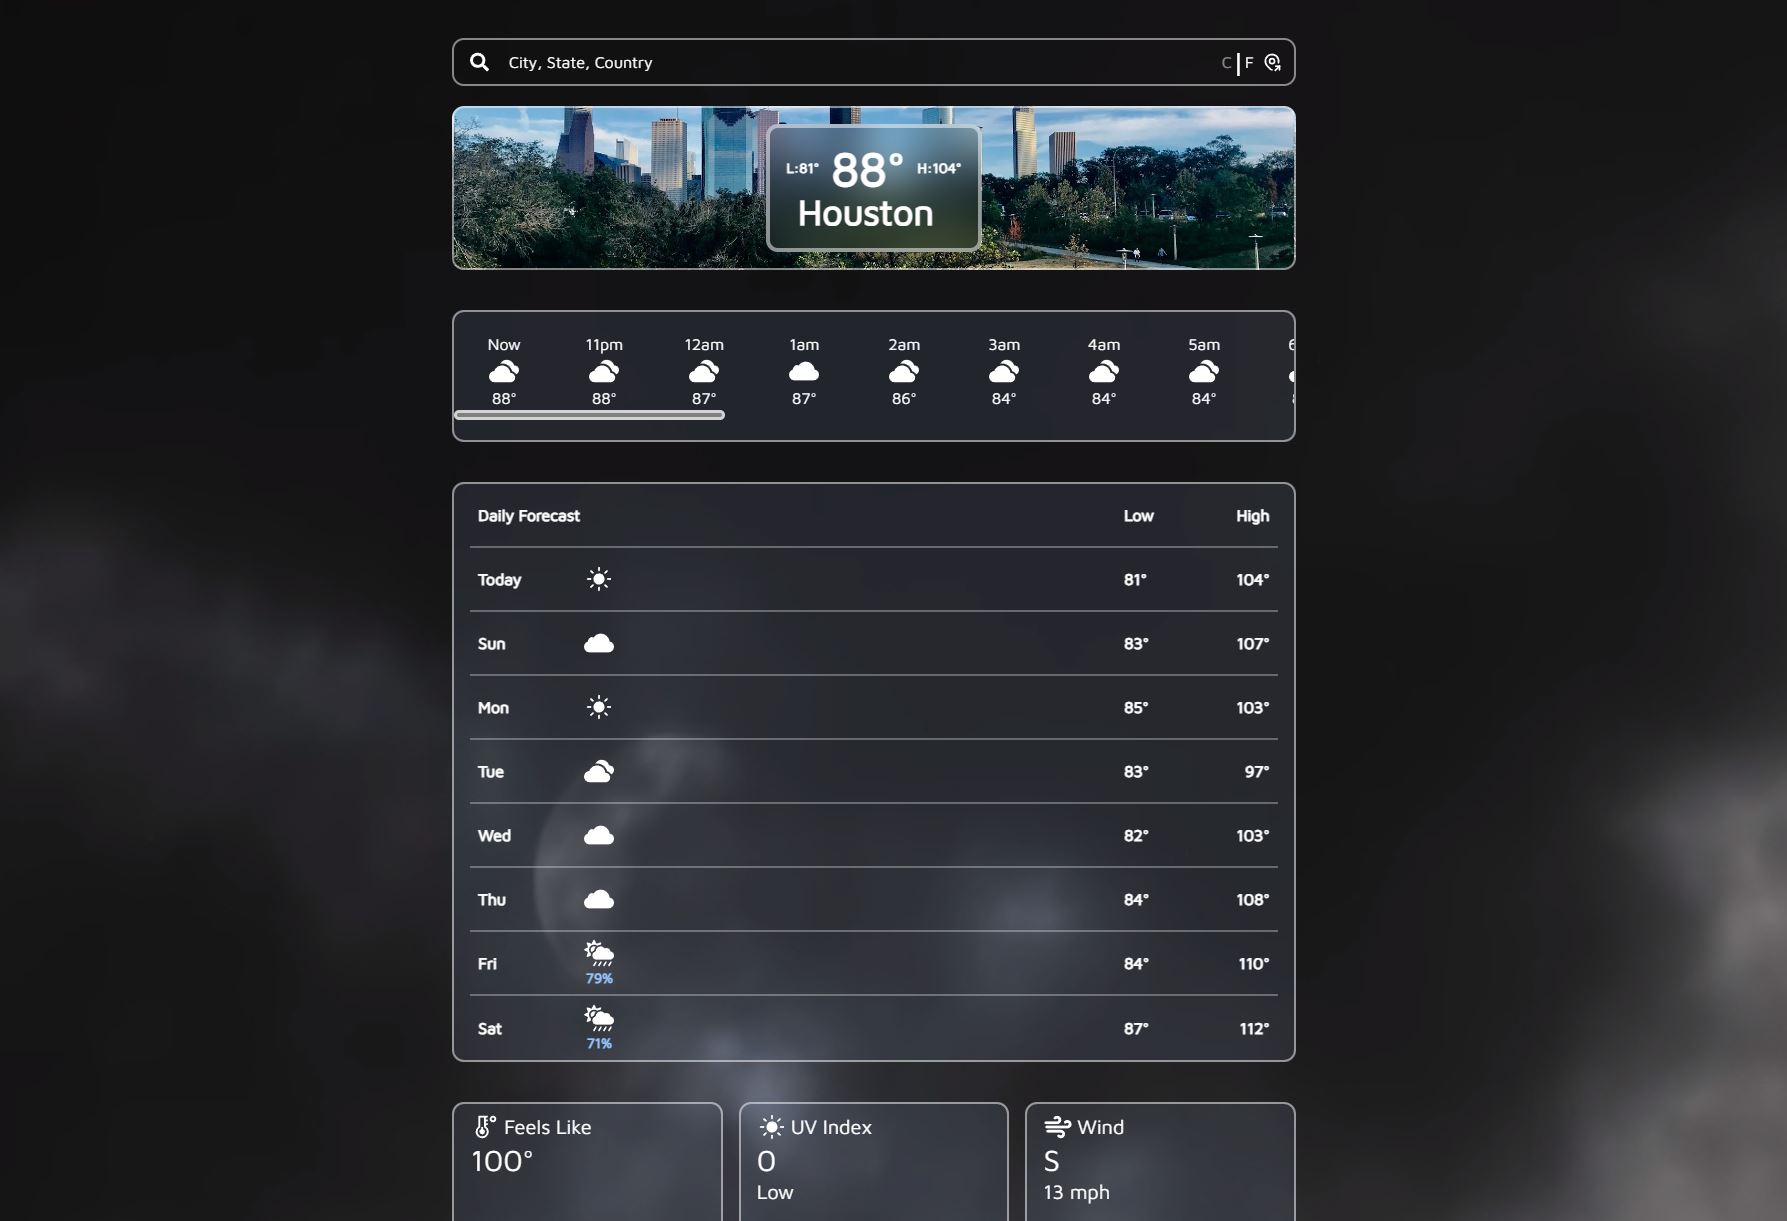 City, State, Country C | F
L:81° 88° H:104°
Houston
Now 11pm 12am 1am 2am 3am 4am 5am
88° 88° 87° 87° 86° 84° 84° 84°
Daily Forecast Low High
Today 81° 104°
Sun 83° 107°
Mon 85° 103°
Tue 83° 97°
Wed 82° 103°
Thu 84° 108°
Fri 84° 110°
79%
Sat 87° 112°
71%
Feels Like UV Index Wind
100° 0 S
Low 13 mph